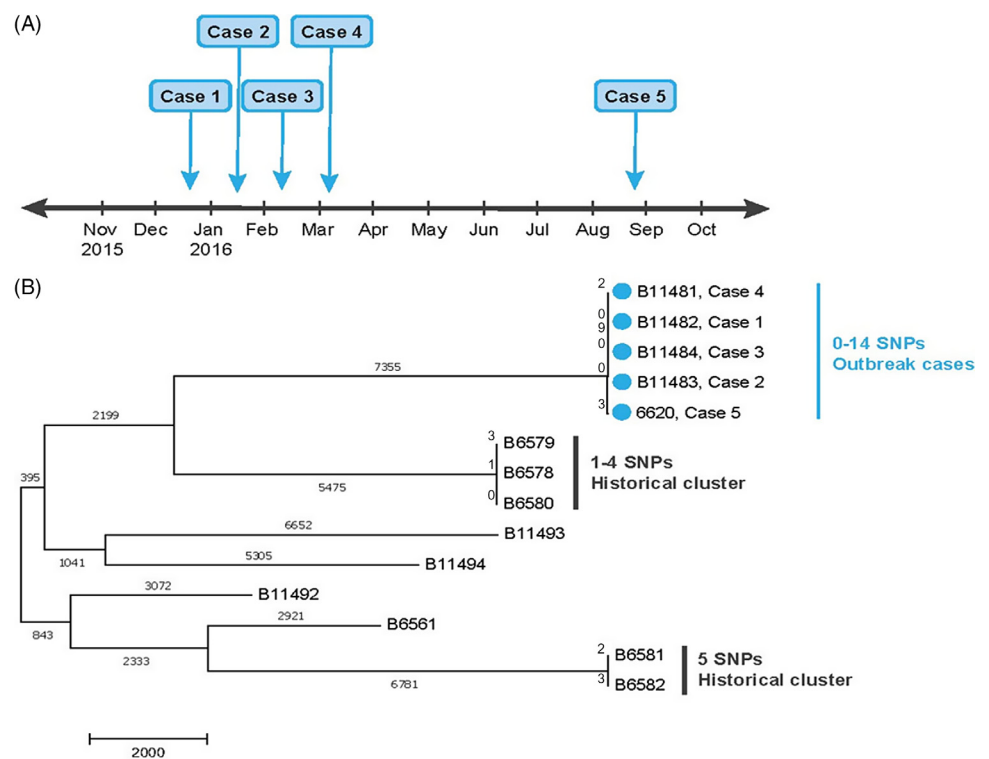 (A)
Case 2
Case 4
Case 1
Case 3
Case 5
Nov Dec Jan Feb Mar Apr May Jun Jul Aug Sep Oct
2015 2016
(B)
2
B11481, Case 4
0
B11482, Case 1
9
0
B11484, Case 3
0
B11483, Case 2
3
6620, Case 5
0-14 SNPs
Outbreak cases
7355
2199
3
B6579
1
B6578
0
B6580
1-4 SNPs
Historical cluster
5475
395
6652
B11493
1041
5305
B11494
3072
B11492
843
2921
B6561
2333
2
B6581
3
B6582
5 SNPs
Historical cluster
6781
2000